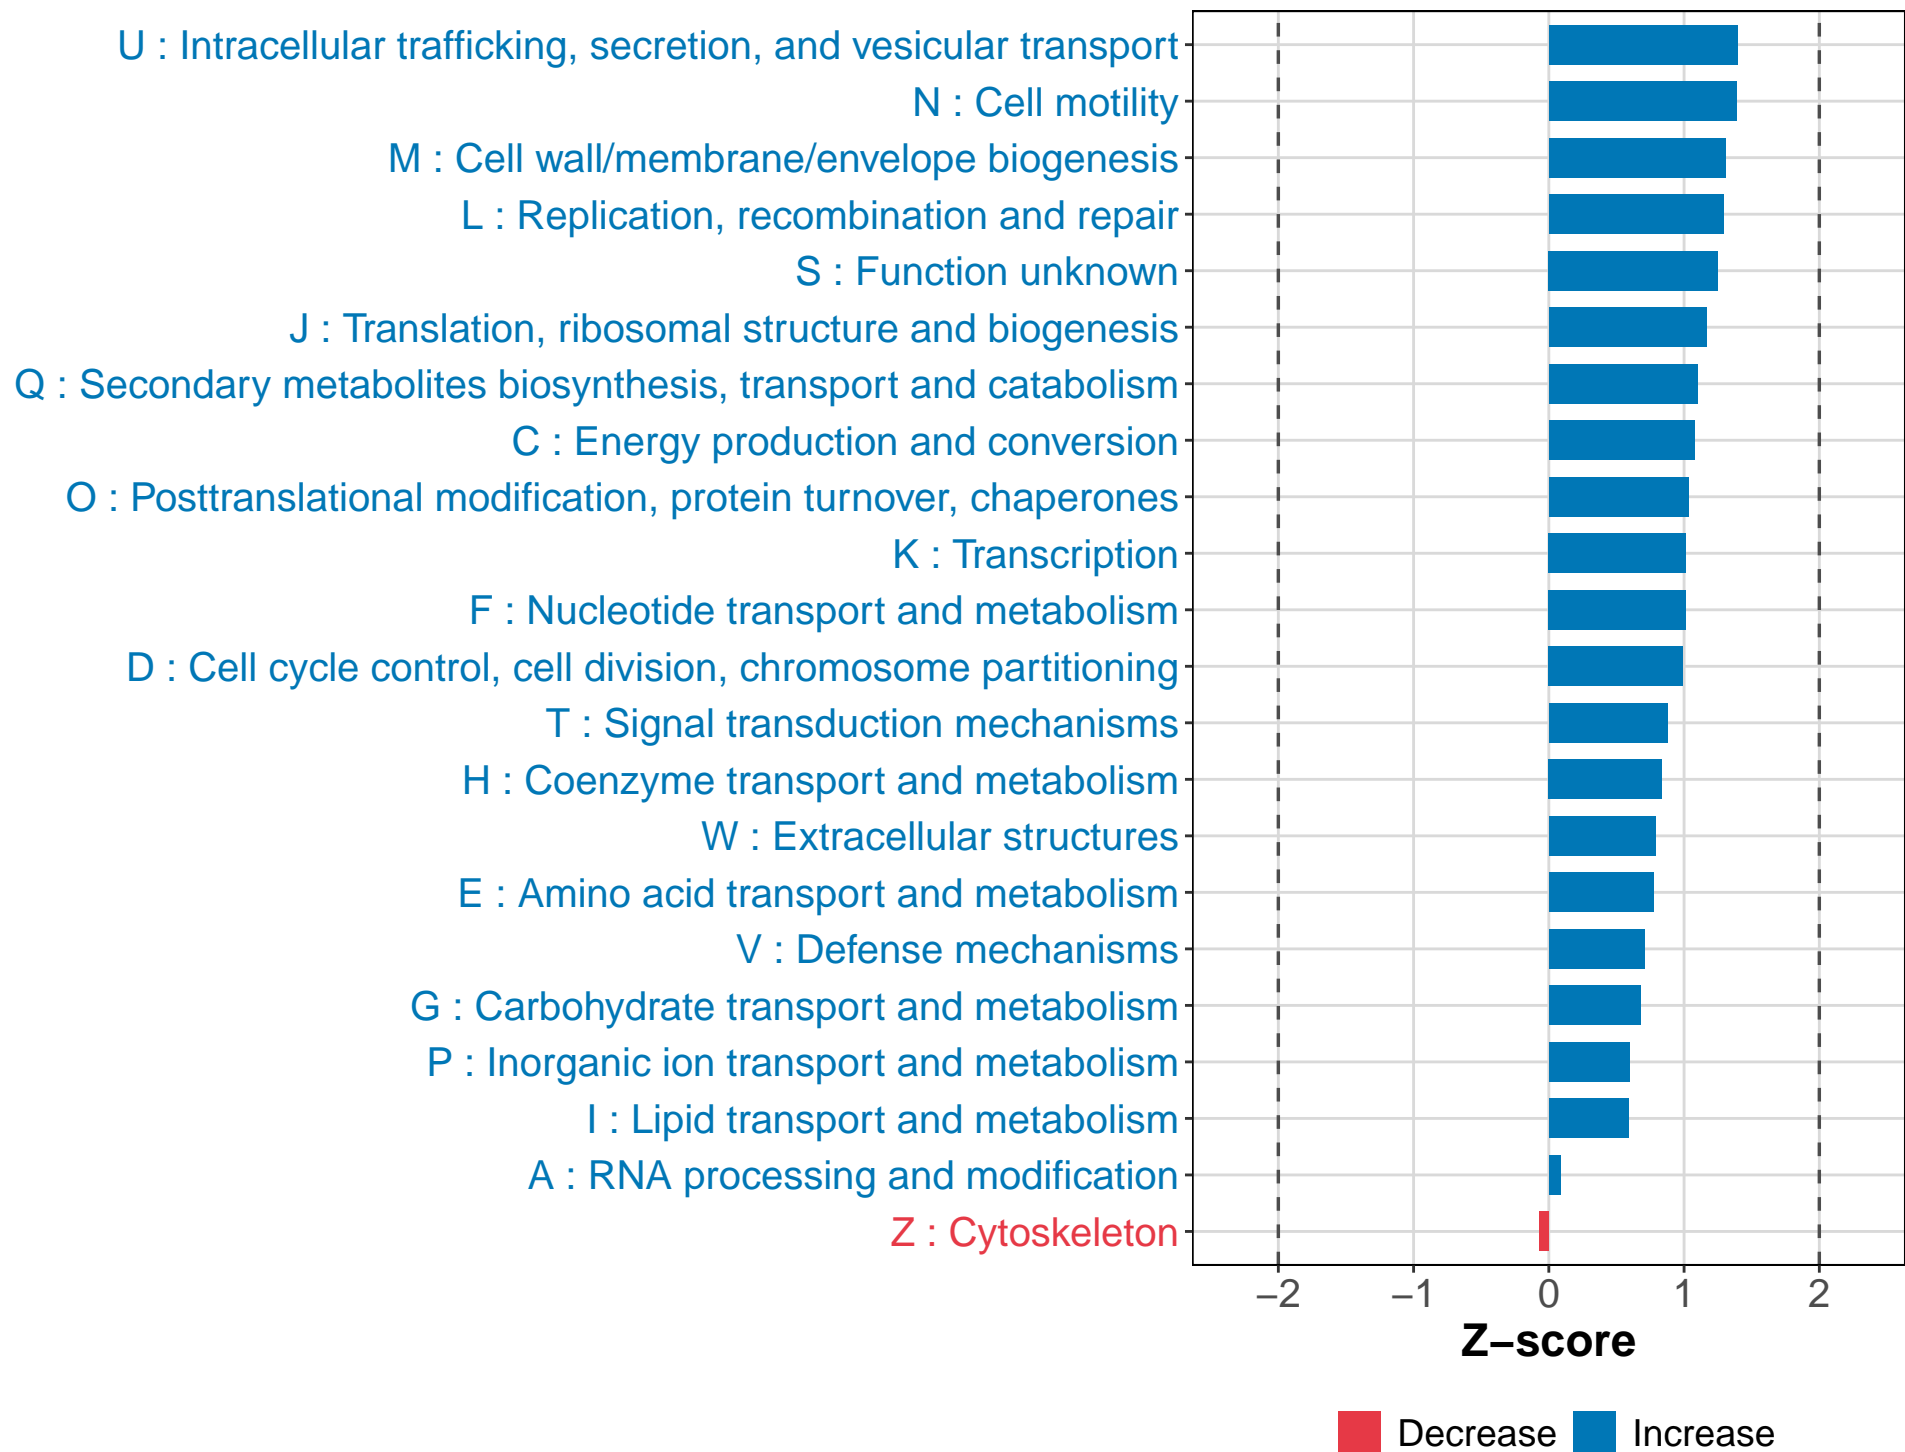 U : Intracellular trafficking, secretion, and vesicular transport
N : Cell motility
M : Cell wall/membrane/envelope biogenesis
L : Replication, recombination and repair
S : Function unknown
J : Translation, ribosomal structure and biogenesis
Q : Secondary metabolites biosynthesis, transport and catabolism
C : Energy production and conversion
O : Posttranslational modification, protein turnover, chaperones
K : Transcription
F : Nucleotide transport and metabolism
D : Cell cycle control, cell division, chromosome partitioning
T : Signal transduction mechanisms
H : Coenzyme transport and metabolism
W : Extracellular structures
E : Amino acid transport and metabolism
V : Defense mechanisms
G : Carbohydrate transport and metabolism
P : Inorganic ion transport and metabolism
I : Lipid transport and metabolism
A : RNA processing and modification
Z : Cytoskeleton
−2 −1 0 1 2
Z−score
Decrease Increase